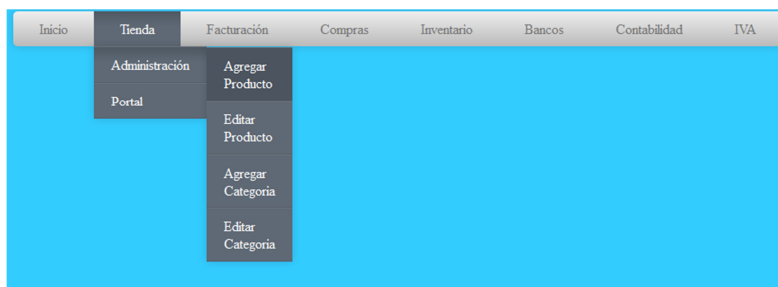 Inicio Tienda Facturación Compras Inventario Bancos Contabilidad IVA
Administración
Portal
Agregar
Producto
Editar
Producto
Agregar
Categoria
Editar
Categoria